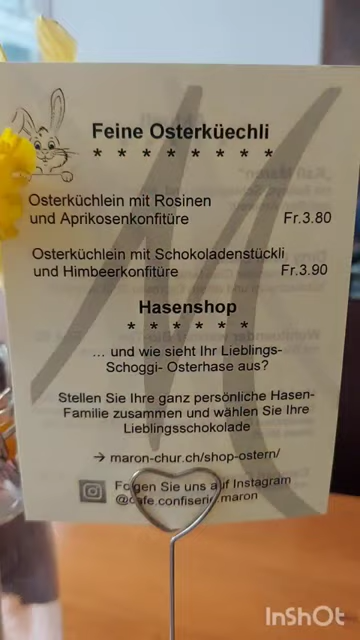 Feine Osterküechli
* * * * * * * *
Osterküchlein mit Rosinen
und Aprikosenkonfitüre Fr.3.80
Osterküchlein mit Schokoladenstückli
und Himbeerkonfitüre Fr.3.90
Hasenshop
* * * * * *
... und wie sieht Ihr Lieblings-
Schoggi- Osterhase aus?
Stellen Sie Ihre ganz persönliche Hasen-
Familie zusammen und wählen Sie Ihre
Lieblingsschokolade
→ maron-chur.ch/shop-ostern/
Folgen Sie uns auf Instagram
@cafe.confiserie.maron
InShOt